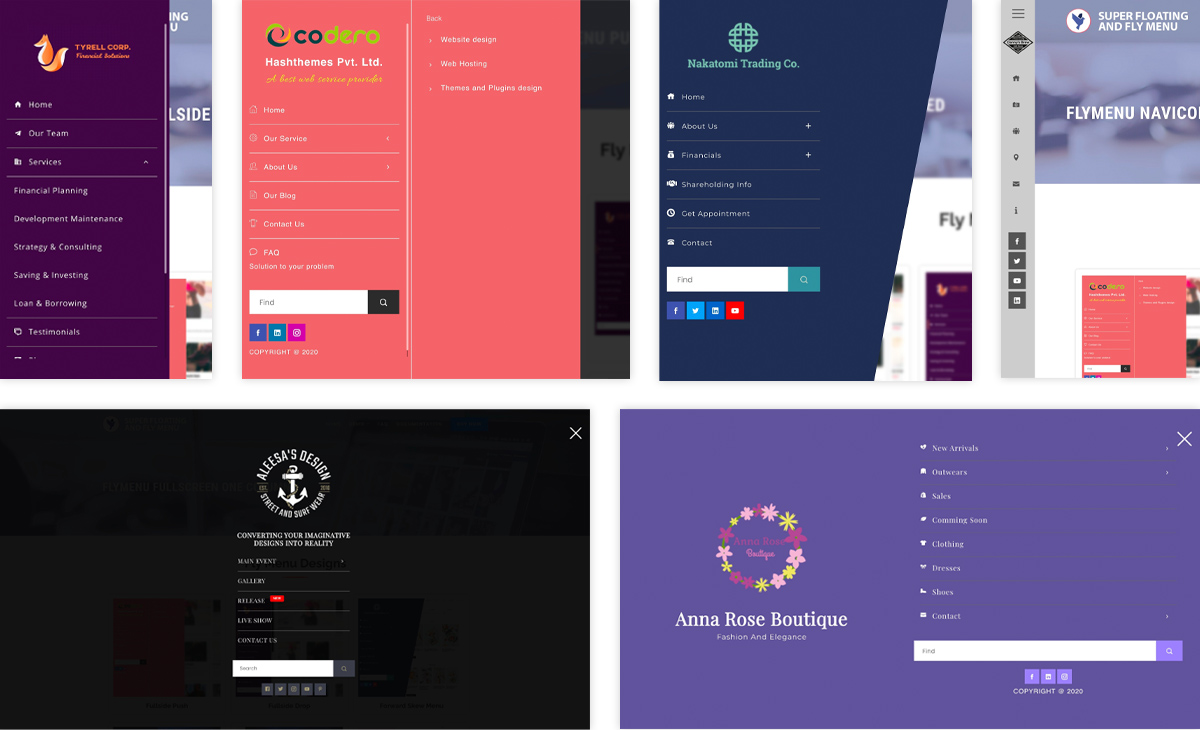 TYRELL CORP.
Financial Solutions
Home
Our Team
Services
Financial Planning
Development Maintenance
Strategy & Consulting
Saving & Investing
Loan & Borrowing
Testimonials
NG
U
LLSIDE
codero
Hashthemes Pvt. Ltd.
A best web service provider
Home
Our Service
About Us
Our Blog
Contact Us
FAQ
Solution to your problem
Find
COPYRIGHT @ 2020
Back
Website design
Web Hosting
Themes and Plugins design
Fly
Nakatomi Trading Co.
Home
About Us
Financials
Shareholding Info
Get Appointment
Contact
Find
ED
Fly
SUPER FLOATING
AND FLY MENU
FLYMENU NAVICO
codero
Hashthemes Pvt. Ltd.
ALEESA'S DESIGN
EST. 2016
STREET AND SURF WEAR
CONVERTING YOUR IMAGINATIVE
DESIGNS INTO REALITY
MAIN EVENT
GALLERY
RELEASE NEW
LIVE SHOW
CONTACT US
Search
Anna Rose
Boutique
Anna Rose Boutique
Fashion And Elegance
New Arrivals
Outwears
Sales
Comming Soon
Clothing
Dresses
Shoes
Contact
Find
COPYRIGHT @ 2020